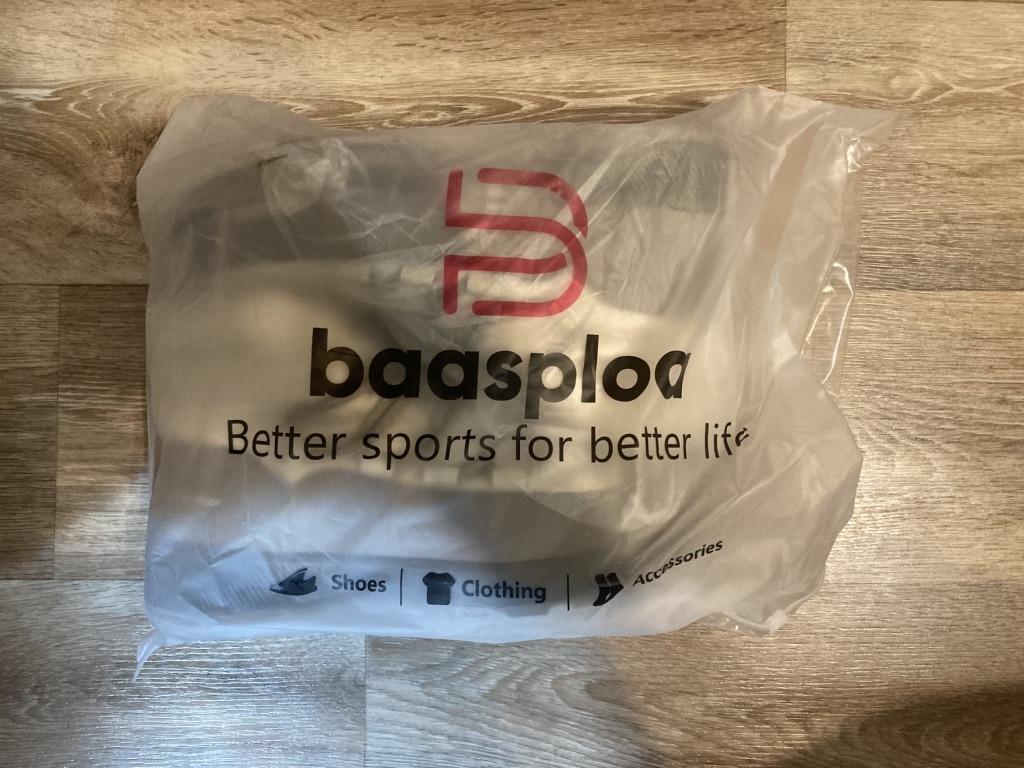 baasploa
Better sports for better life
Shoes | Clothing | Accessories